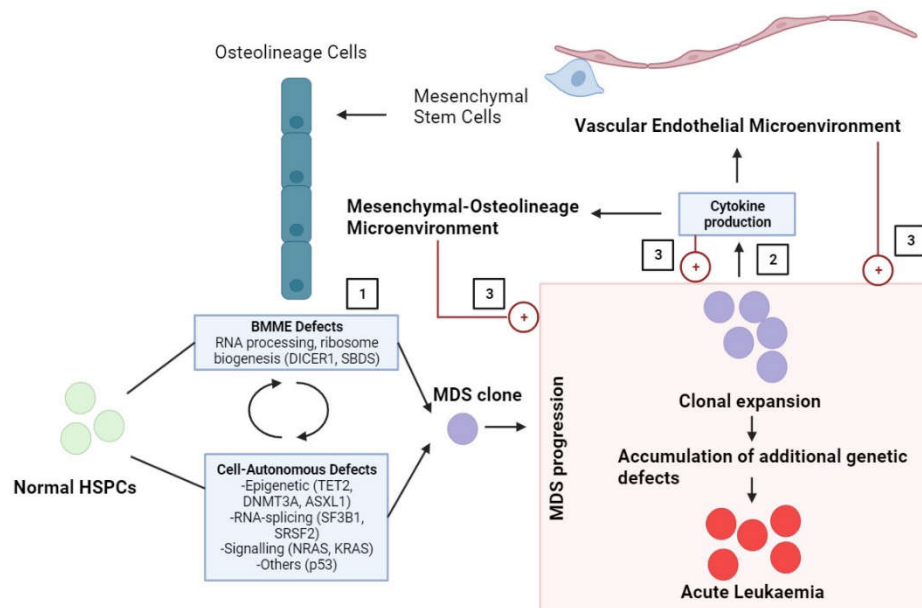 Osteolineage Cells
Mesenchymal
Stem Cells
Vascular Endothelial Microenvironment
Cytokine
production
Mesenchymal-Osteolineage
Microenvironment
3
2
3
3
1
+
+
+
BMME Defects
RNA processing, ribosome
biogenesis (DICER1, SBDS)
MDS clone
Normal HSPCs
Cell-Autonomous Defects
-Epigenetic (TET2,
DNMT3A, ASXL1)
-RNA-splicing (SF3B1,
SRSF2)
-Signalling (NRAS, KRAS)
-Others (p53)
MDS progression
Clonal expansion
Accumulation of additional genetic
defects
Acute Leukaemia